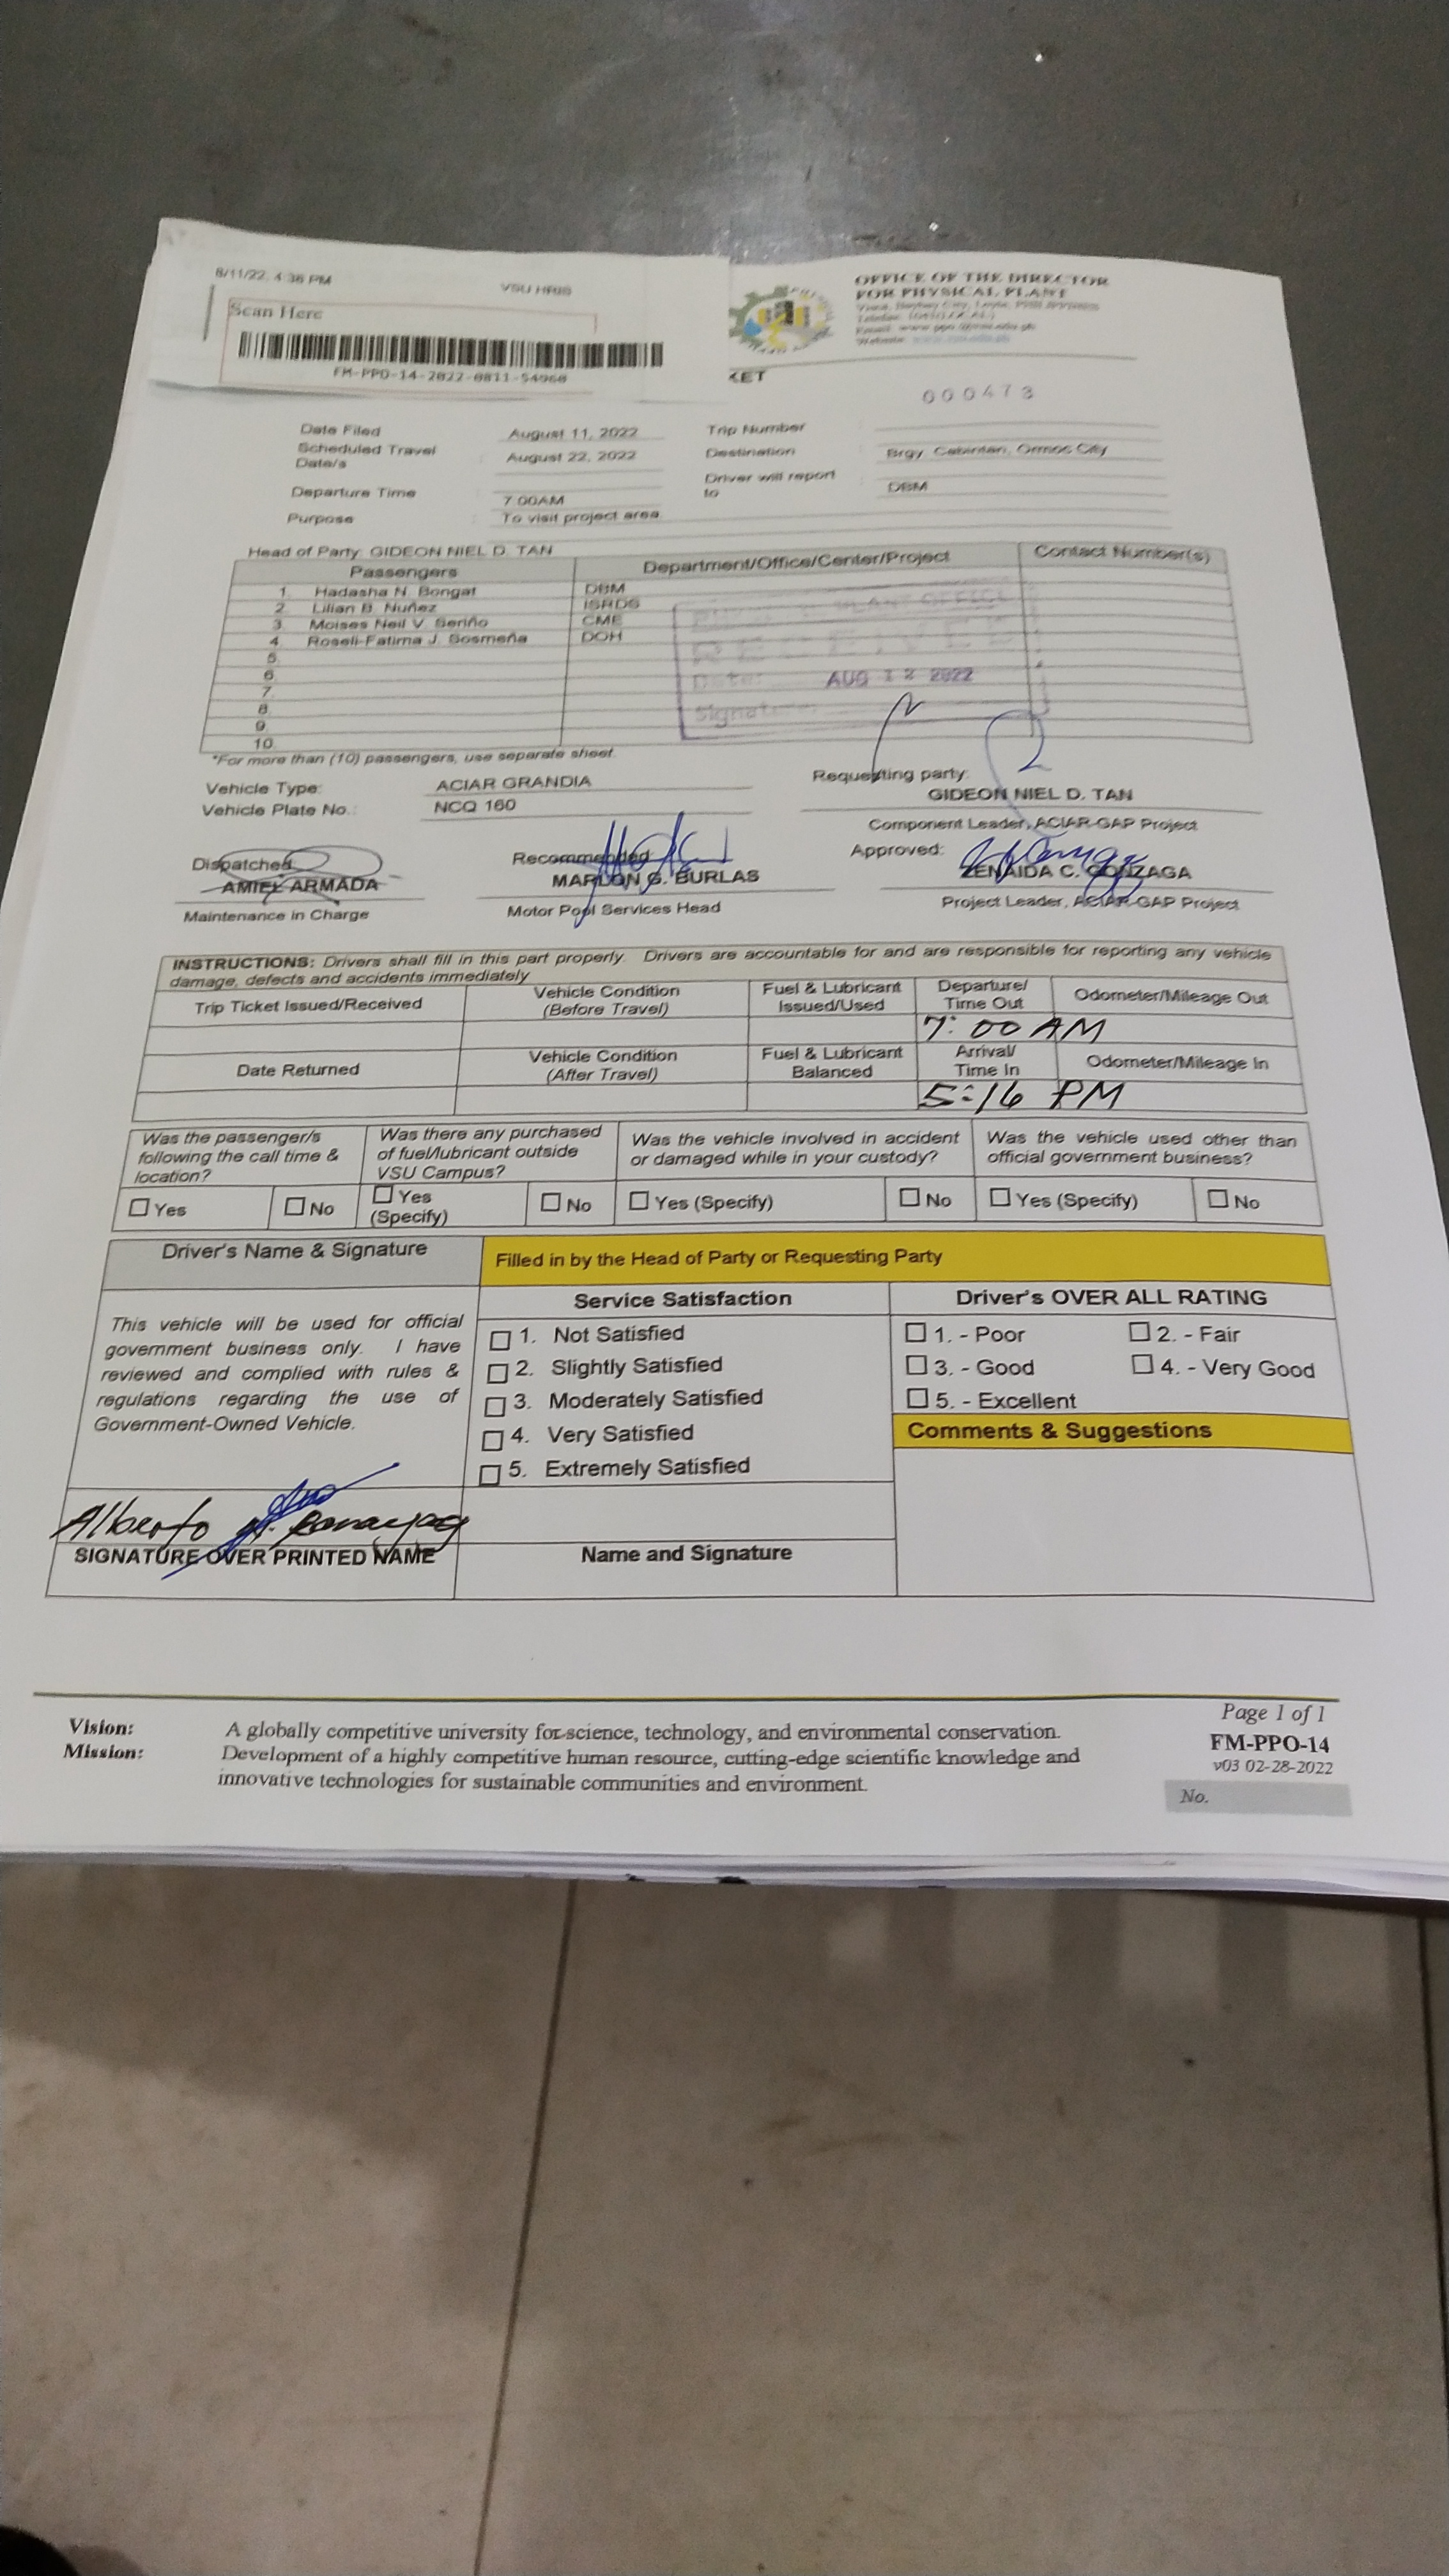 8/11/22, 4:36 PM
VSU HRIS
Scan Here
FM-PPO-14-2022-0811-54960
OFFICE OF THE DIRECTOR
FOR PHYSICAL PLANT
KET
000473
Date Filed August 11, 2022 Trip Number
Scheduled Travel Date/s August 22, 2022 Destination Brgy. Cabintan, Ormoc City
Departure Time 7:00AM Driver will report to DBM
Purpose : To visit project area.
Head of Party: GIDEON NIEL D. TAN
Passengers Department/Office/Center/Project Contact Number(s)
1. Hadasha N. Bongat DBM
2. Lilian B. Nuñez ISRDS
3. Moises Neil V. Seriño CME
4. Roseli-Fatima J. Sosmeña DOH
5.
6.
7.
8.
9.
10.
PLANT OFFICE
RECEIVED
Date: AUG 12 2022
Signature:
*For more than (10) passengers, use separate sheet.
Vehicle Type: ACIAR GRANDIA
Vehicle Plate No.: NCQ 160
Requesting party:
GIDEON NIEL D. TAN
Component Leader, ACIAR-GAP Project
Dispatched: Recommended: Approved:
AMIEL ARMADA MARLON G. BURLAS ZENAIDA C. GONZAGA
Maintenance in Charge Motor Pool Services Head Project Leader, ACIAR-GAP Project
INSTRUCTIONS: Drivers shall fill in this part properly. Drivers are accountable for and are responsible for reporting any vehicle
damage, defects and accidents immediately
Trip Ticket Issued/Received Vehicle Condition (Before Travel) Fuel & Lubricant Issued/Used Departure/ Time Out Odometer/Mileage Out
7:00 AM
Date Returned Vehicle Condition (After Travel) Fuel & Lubricant Balanced Arrival/ Time In Odometer/Mileage In
5:16 PM
Was the passenger/s following the call time & location? Was there any purchased of fuel/lubricant outside VSU Campus? Was the vehicle involved in accident or damaged while in your custody? Was the vehicle used other than official government business?
Yes No Yes (Specify) No Yes (Specify) No Yes (Specify) No
Driver's Name & Signature Filled in by the Head of Party or Requesting Party
Service Satisfaction Driver's OVER ALL RATING
This vehicle will be used for official
government business only. I have
reviewed and complied with rules &
regulations regarding the use of
Government-Owned Vehicle.
1. Not Satisfied
2. Slightly Satisfied
3. Moderately Satisfied
4. Very Satisfied
5. Extremely Satisfied
1. - Poor 2. - Fair
3. - Good 4. - Very Good
5. - Excellent
Comments & Suggestions
Alberto
SIGNATURE OVER PRINTED NAME Name and Signature
Vision: A globally competitive university for science, technology, and environmental conservation.
Mission: Development of a highly competitive human resource, cutting-edge scientific knowledge and
innovative technologies for sustainable communities and environment.
Page 1 of 1
FM-PPO-14
v03 02-28-2022
No.